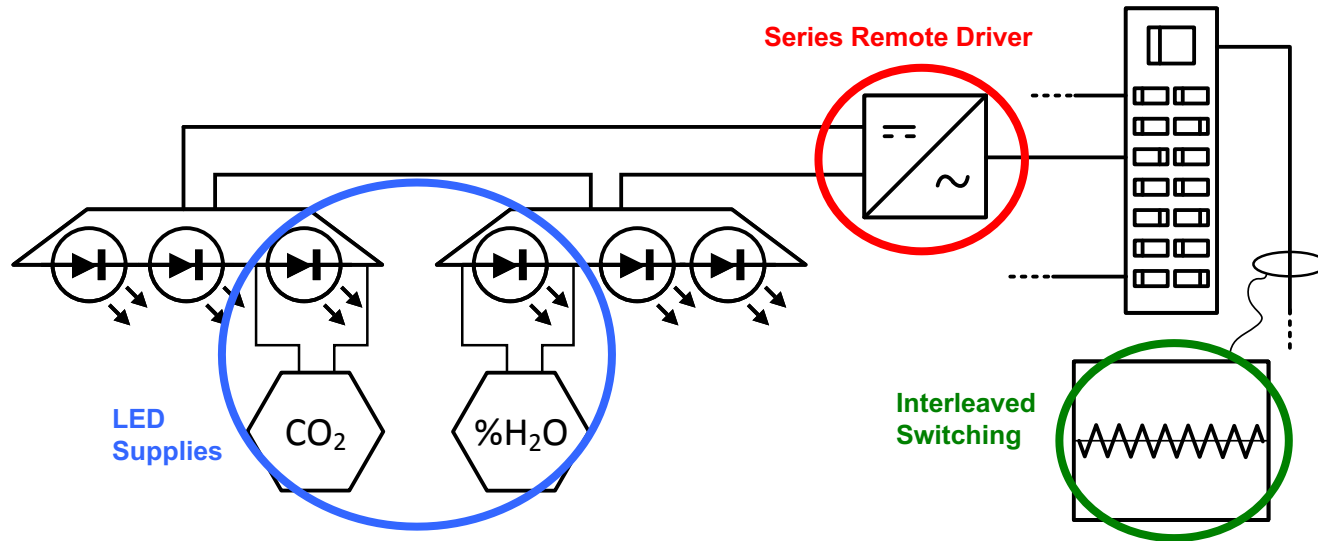 Series Remote Driver
LED
Supplies
CO₂
%H₂O
Interleaved
Switching